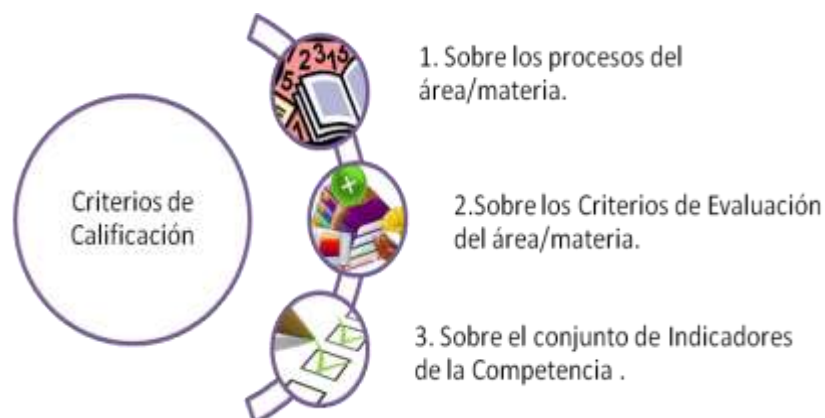 Criterios de
Calificación
1. Sobre los procesos del
área/materia.
2.Sobre los Criterios de Evaluación
del área/materia.
3. Sobre el conjunto de Indicadores
de la Competencia .